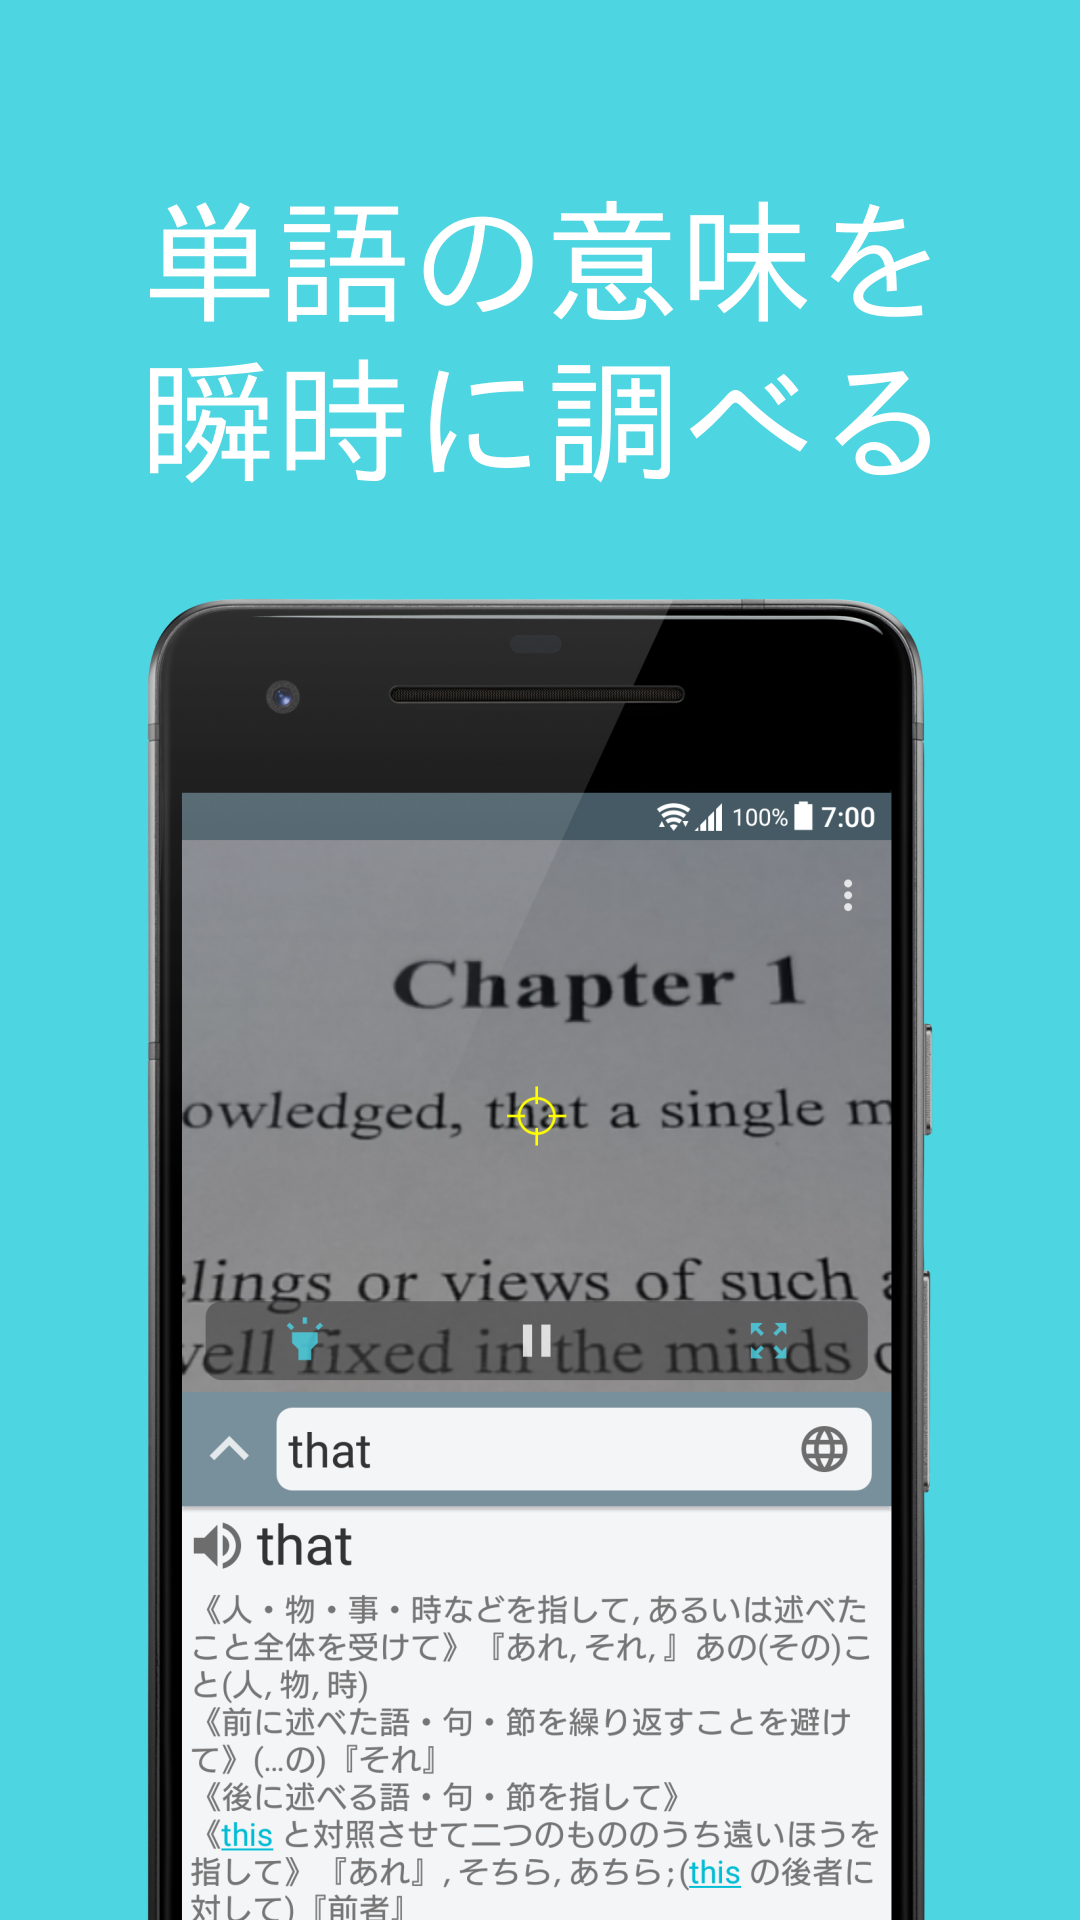 単語の意味を
瞬時に調べる
100% 7:00
Chapter 1
owledged, that a single m
lings or views of such a
well fixed in the minds o
that
that
《人・物・事・時などを指して, あるいは述べた
こと全体を受けて》『あれ, それ, 』あの(その)こ
と(人, 物, 時)
《前に述べた語・句・節を繰り返すことを避け
て》(...の)『それ』
《後に述べる語・句・節を指して》
《this と対照させて二つのもののうち遠いほうを
指して》『あれ』, そちら, あちら; (this の後者に
対して)『前者』